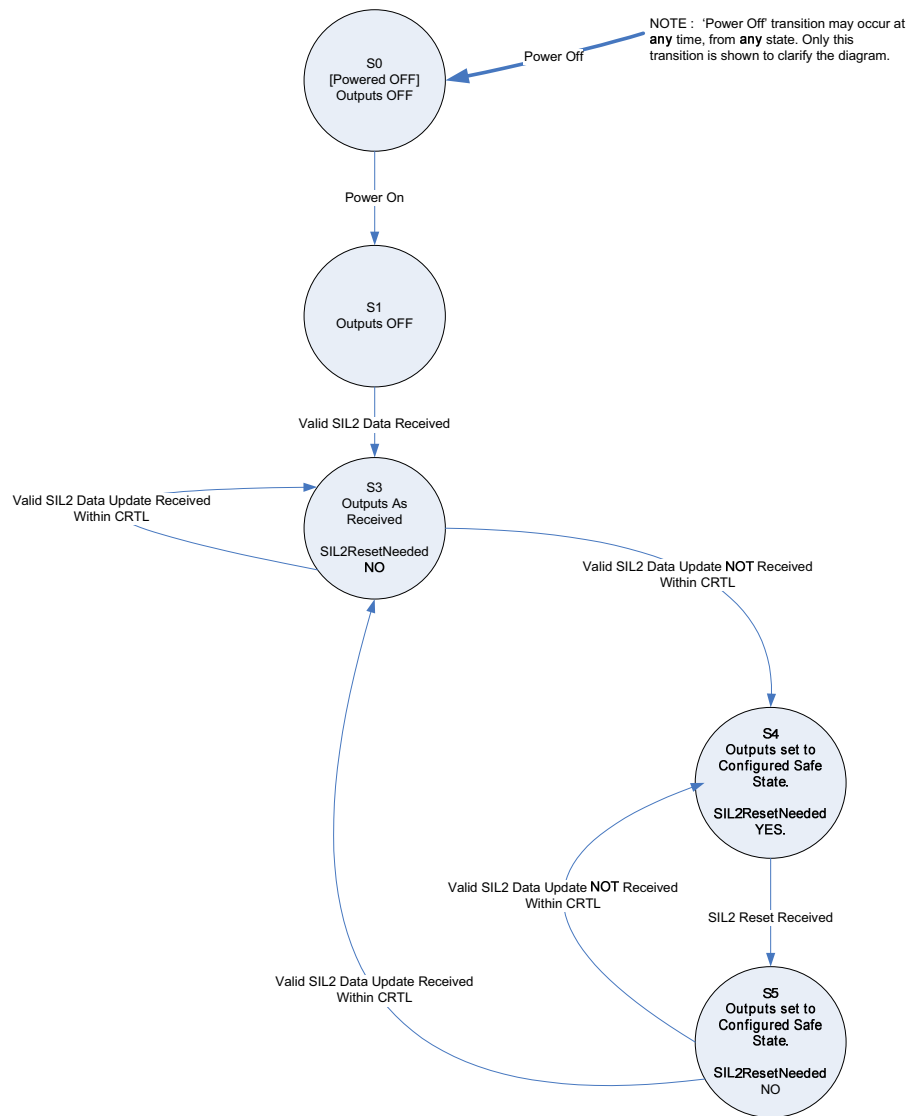 NOTE : ‘Power Off’ transition may occur at
any time, from any state. Only this
transition is shown to clarify the diagram.
Power Off
S0
[Powered OFF]
Outputs OFF
Power On
S1
Outputs OFF
Valid SIL2 Data Received
S3
Outputs As
Received
SIL2ResetNeeded
NO
Valid SIL2 Data Update Received
Within CRTL
Valid SIL2 Data Update NOT Received
Within CRTL
S4
Outputs set to
Configured Safe
State.
SIL2ResetNeeded
YES.
Valid SIL2 Data Update NOT Received
Within CRTL
SIL2 Reset Received
Valid SIL2 Data Update Received
Within CRTL
S5
Outputs set to
Configured Safe
State.
SIL2ResetNeeded
NO